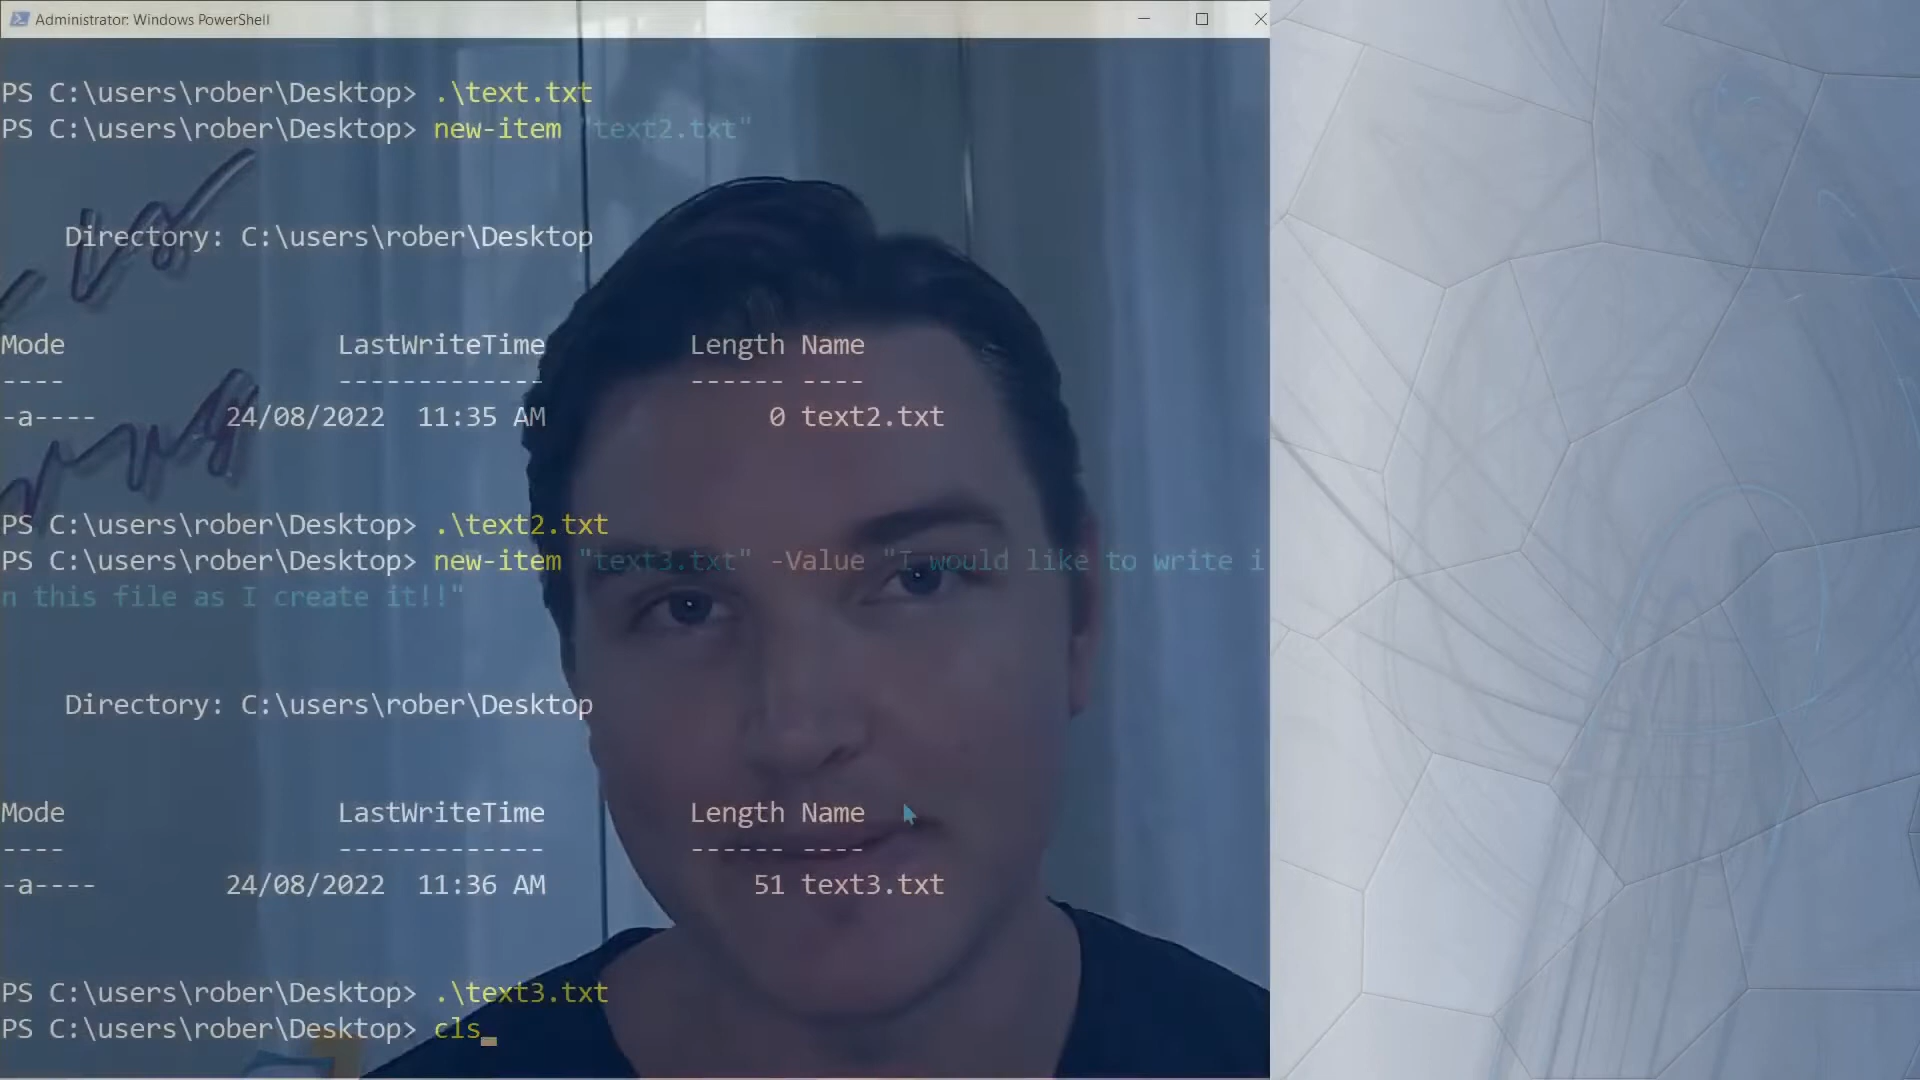 Administrator: Windows PowerShell
PS C:\users\rober\Desktop> .\text.txt
PS C:\users\rober\Desktop> new-item "text2.txt"
Directory: C:\users\rober\Desktop
Mode LastWriteTime Length Name
---- ------------- ------ ----
-a---- 24/08/2022 11:35 AM 0 text2.txt
PS C:\users\rober\Desktop> .\text2.txt
PS C:\users\rober\Desktop> new-item "text3.txt" -Value "I would like to write i
n this file as I create it!!"
Directory: C:\users\rober\Desktop
Mode LastWriteTime Length Name
---- ------------- ------ ----
-a---- 24/08/2022 11:36 AM 51 text3.txt
PS C:\users\rober\Desktop> .\text3.txt
PS C:\users\rober\Desktop> cls